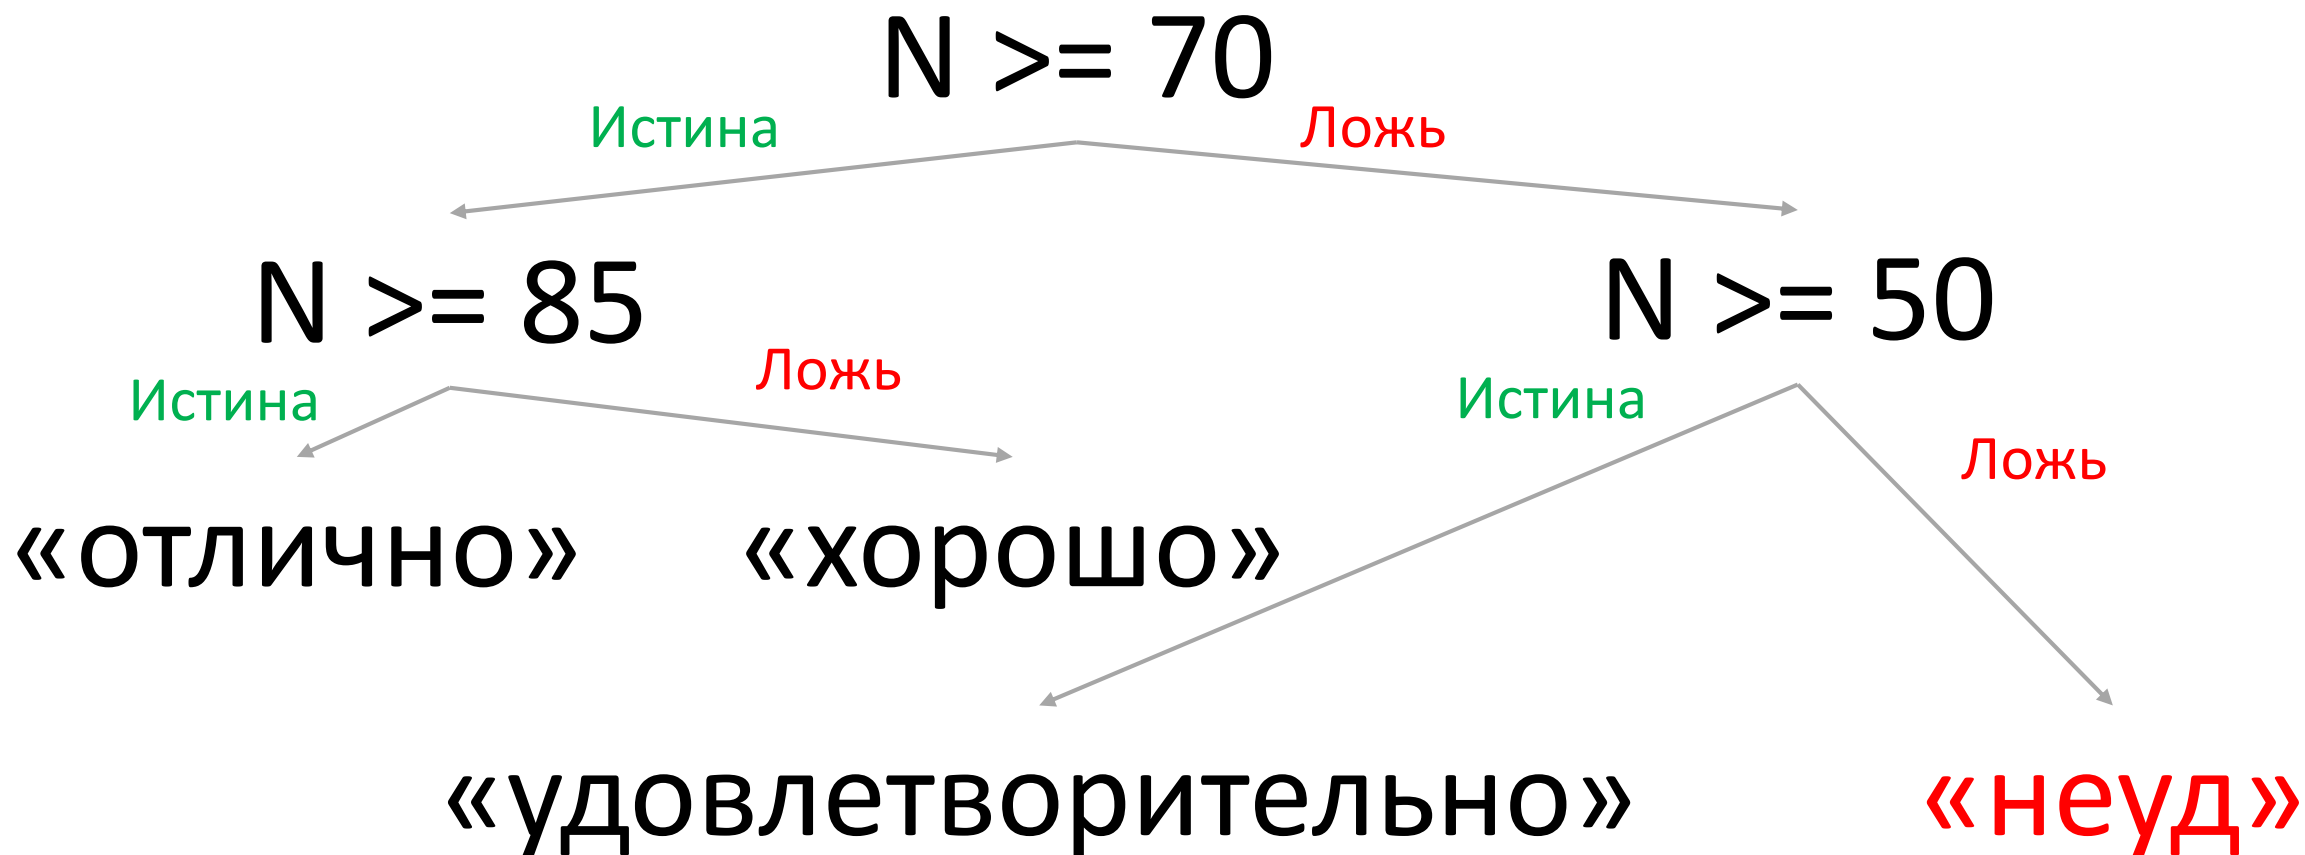 N >= 70
Истина Ложь
N >= 85 N >= 50
Истина Ложь Истина Ложь
«отлично» «хорошо»
«удовлетворительно» «неуд»